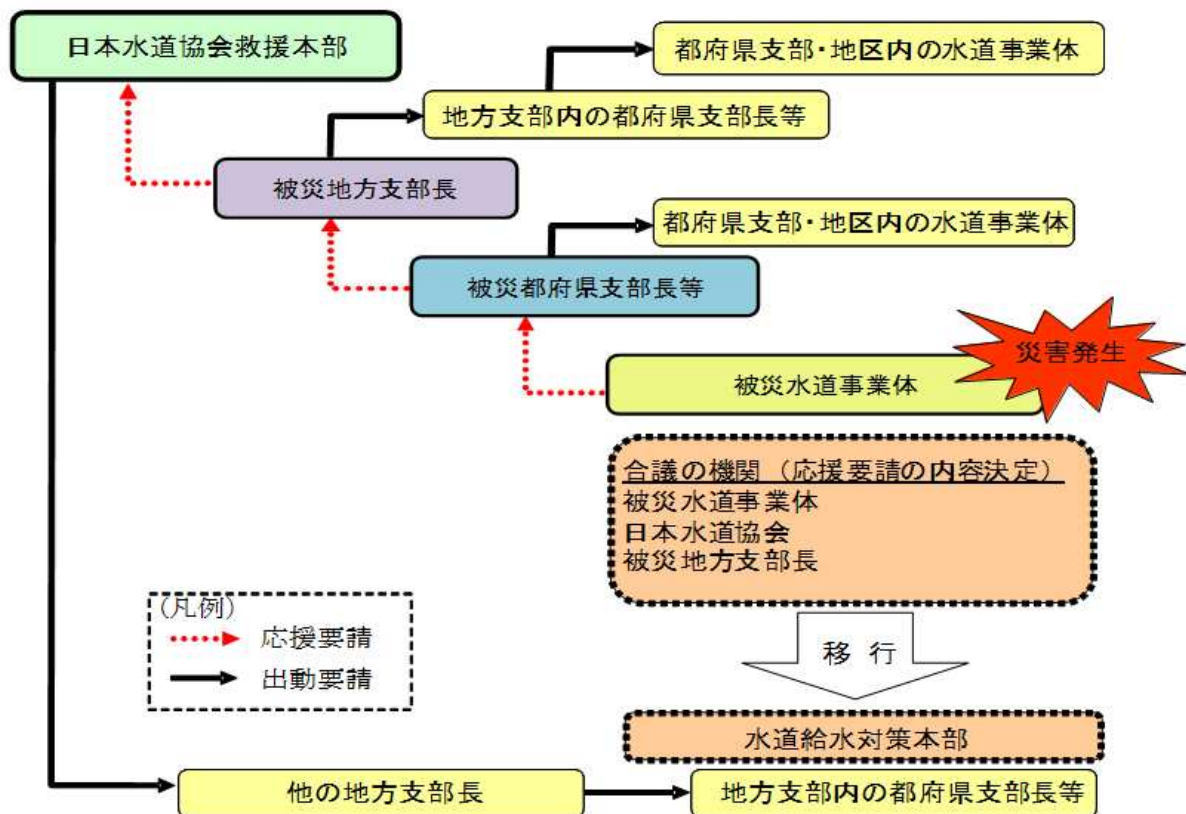 日本水道協会救援本部
都府県支部・地区内の水道事業体
地方支部内の都府県支部長等
被災地方支部長
都府県支部・地区内の水道事業体
被災都府県支部長等
災害発生
被災水道事業体
合議の機関（応援要請の内容決定）
被災水道事業体
日本水道協会
被災地方支部長
(凡例)
応援要請
出動要請
移 行
水道給水対策本部
他の地方支部長
地方支部内の都府県支部長等